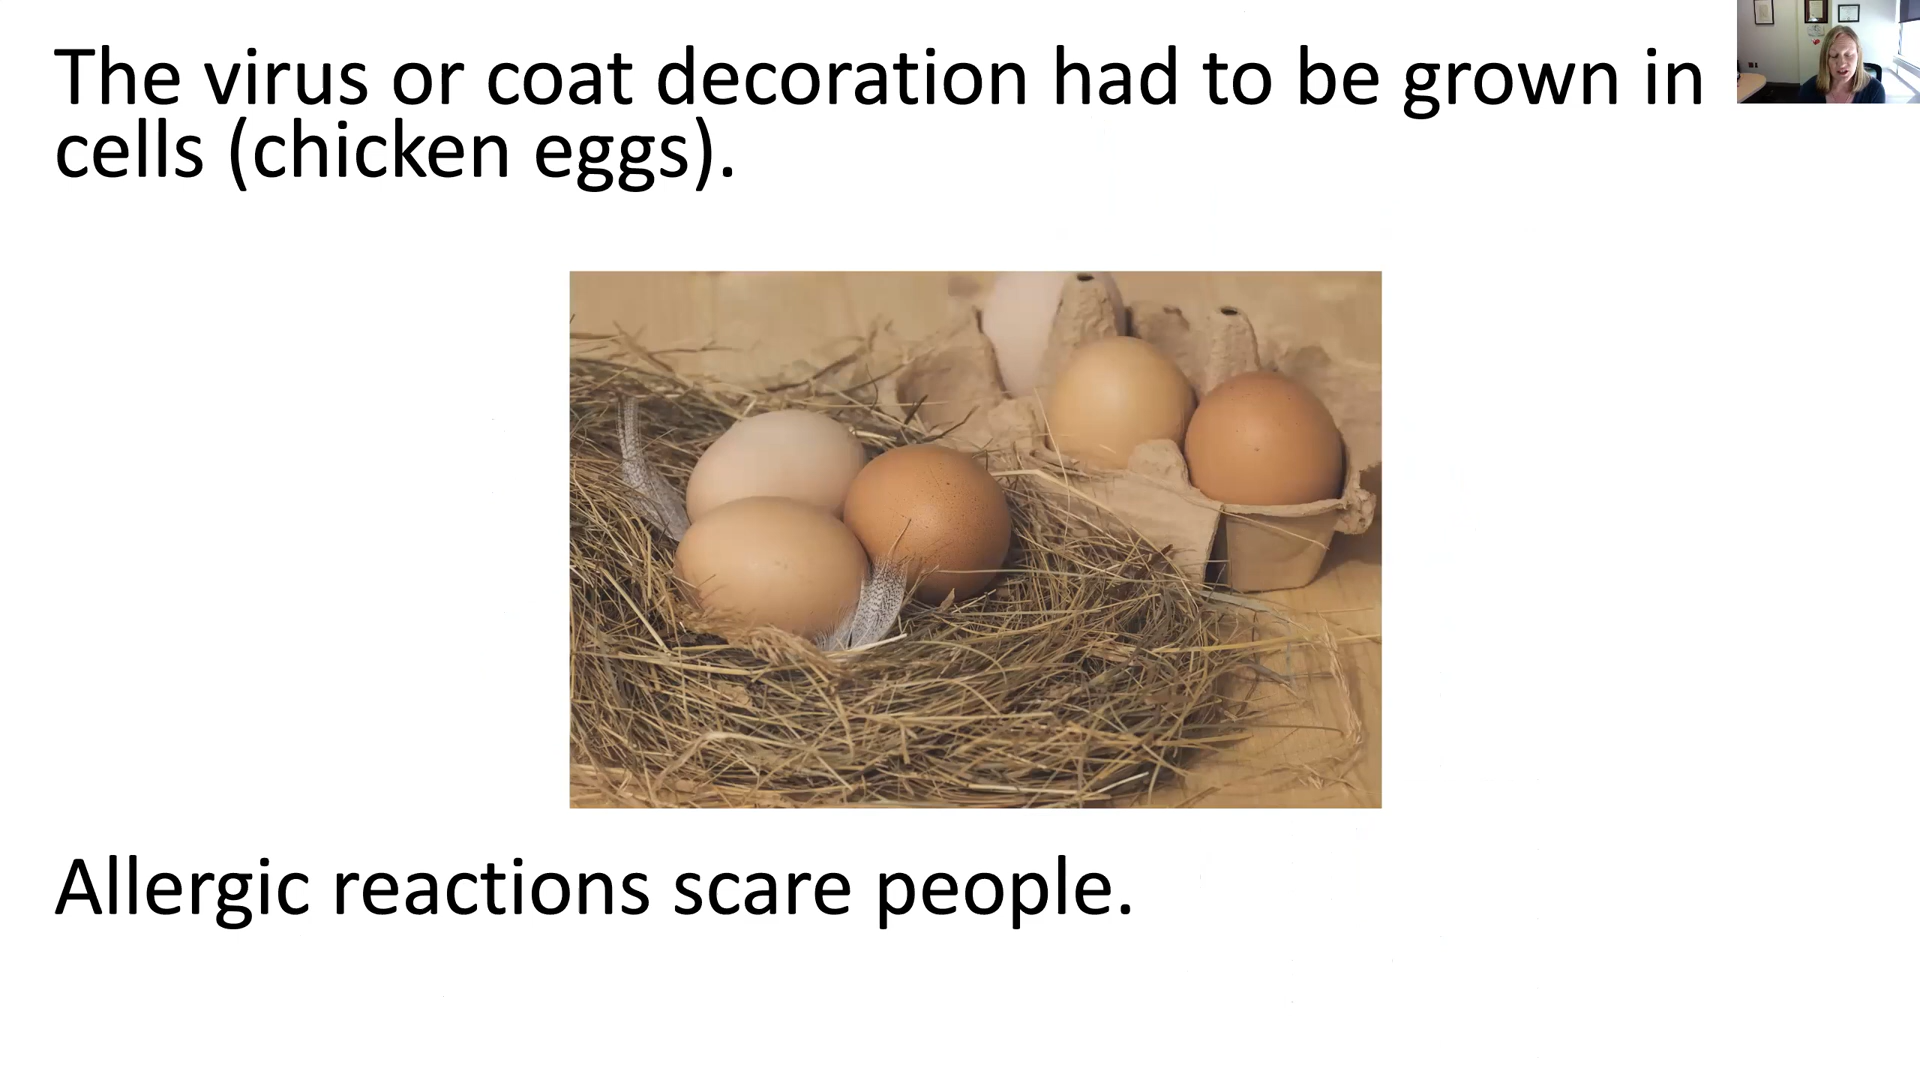 The virus or coat decoration had to be grown in
cells (chicken eggs).
Allergic reactions scare people.